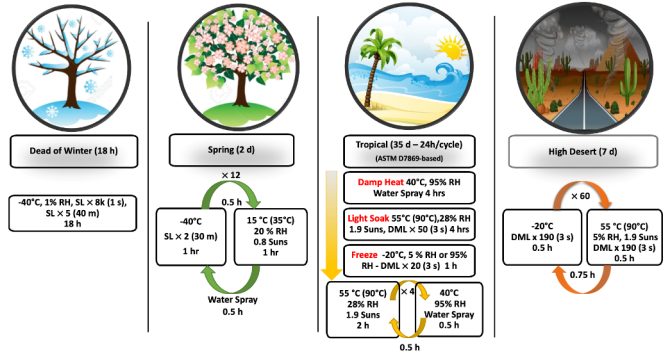 Dead of Winter (18 h)
-40°C, 1% RH, SL × 8k (1 s),
SL × 5 (40 m)
18 h
Spring (2 d)
× 12
0.5 h
-40°C
SL × 2 (30 m)
1 hr
15 °C (35°C)
20 % RH
0.8 Suns
1 hr
Water Spray
0.5 h
Tropical (35 d – 24h/cycle)
(ASTM D7869-based)
Damp Heat 40°C, 95% RH
Water Spray 4 hrs
Light Soak 55°C (90°C),28% RH
1.9 Suns, DML × 50 (3 s) 4 hrs
Freeze -20°C, 5 % RH or 95%
RH - DML × 20 (3 s) 1 h
55 °C (90°C)
28% RH
1.9 Suns
2 h
× 4
40°C
95% RH
Water Spray
0.5 h
0.5 h
High Desert (7 d)
× 60
-20°C
DML x 190 (3 s)
0.5 h
55 °C (90°C)
5% RH, 1.9 Suns
DML x 190 (3 s)
0.5 h
0.75 h